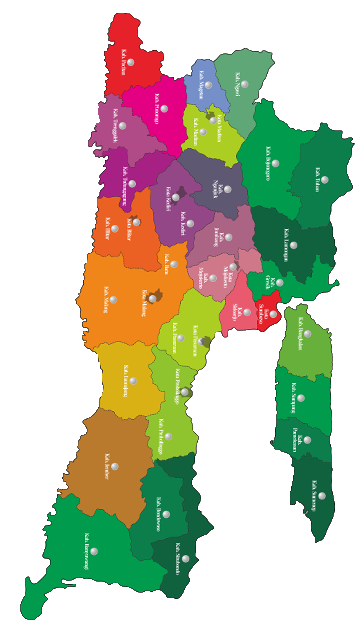 Kab. Pacitan
Kab. Ponorogo
Kab. Trenggalek
Kab. Magetan
Kab. Ngawi
Kota Madiun
Kab. Madiun
Kab. Bojonegoro
Kab. Tuban
Kab. Tulungagung
Kota Kediri
Kab. Kediri
Kab.
Nganjuk
Kab. Lamongan
Kab. Blitar
Kota Blitar
Kab.
Jombang
Kota Batu
Kab.
Mojokerto
Kota
Mojokerto
Kab.
Gresik
Kab. Malang
Kota Malang
Kab.
Sidoarjo
Kota
Surabaya
Kab. Pasuruan
Kota Pasuruan
Kab. Bangkalan
Kab. Lumajang
Kota Probolinggo
Kab. Probolinggo
Kab. Sampang
Kab.
Pamekasan
Kab. Sumenep
Kab. Jember
Kab. Bondowoso
Kab. Situbondo
Kab. Banyuwangi